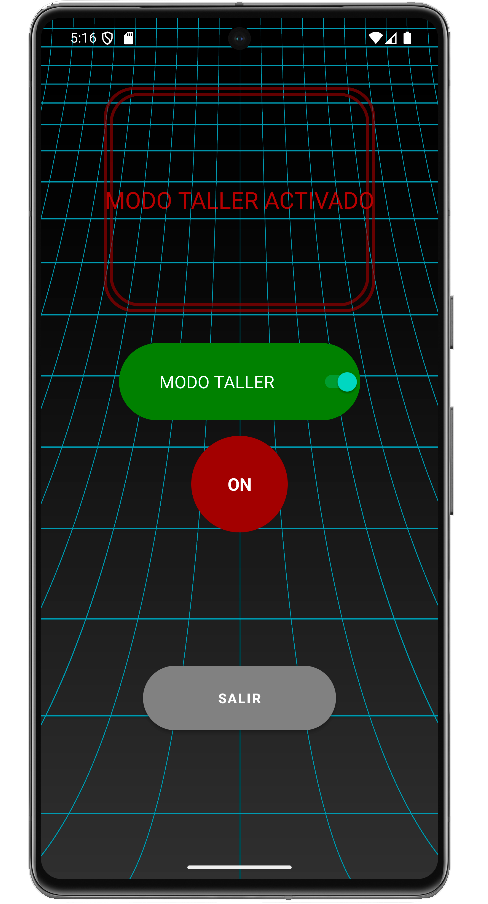 5:16
MODO TALLER ACTIVADO
MODO TALLER
ON
SALIR